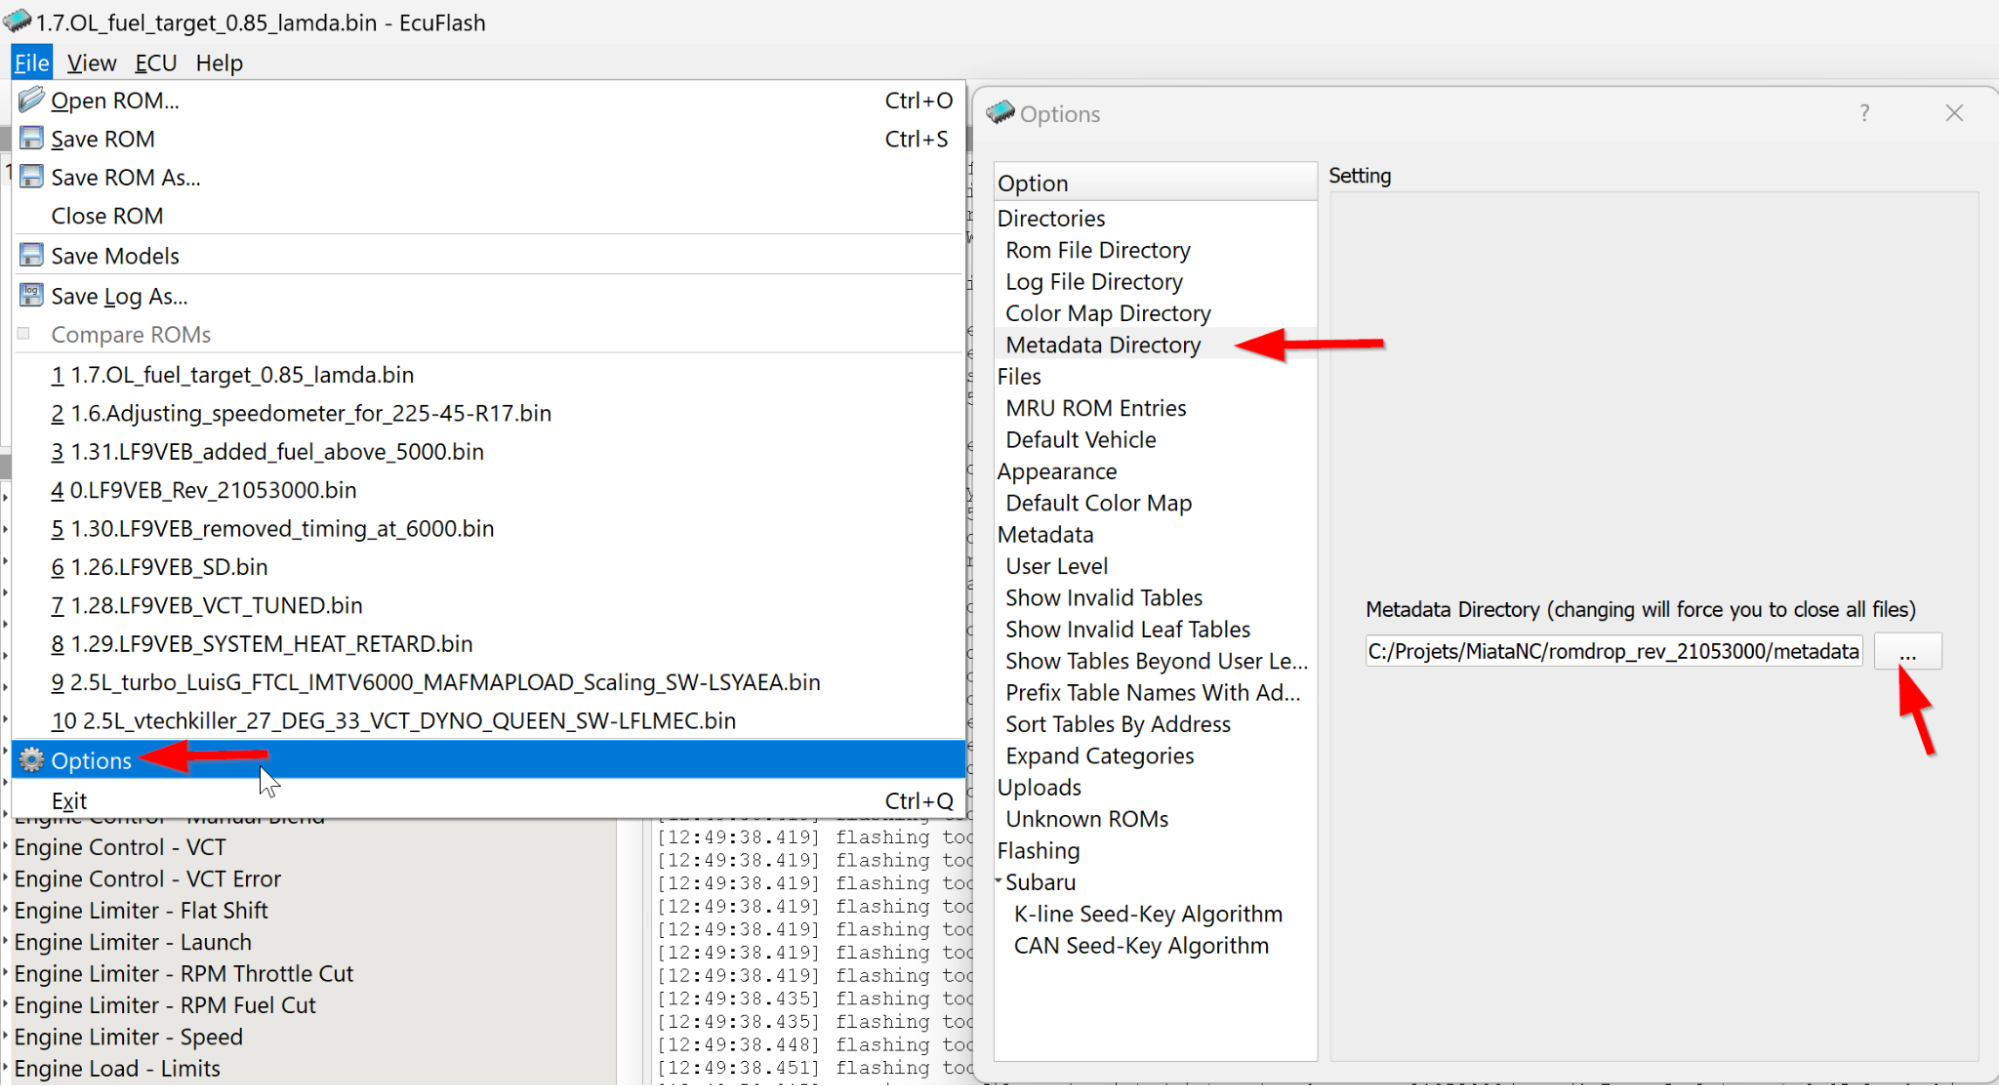 1.7.OL_fuel_target_0.85_lamda.bin - EcuFlash
File View ECU Help
Open ROM... Ctrl+O
Save ROM Ctrl+S
Save ROM As...
Close ROM
Save Models
Save Log As...
Compare ROMs
1 1.7.OL_fuel_target_0.85_lamda.bin
2 1.6.Adjusting_speedometer_for_225-45-R17.bin
3 1.31.LF9VEB_added_fuel_above_5000.bin
4 0.LF9VEB_Rev_21053000.bin
5 1.30.LF9VEB_removed_timing_at_6000.bin
6 1.26.LF9VEB_SD.bin
7 1.28.LF9VEB_VCT_TUNED.bin
8 1.29.LF9VEB_SYSTEM_HEAT_RETARD.bin
9 2.5L_turbo_LuisG_FTCL_IMTV6000_MAFMAPLOAD_Scaling_SW-LSYAEA.bin
10 2.5L_vtechkiller_27_DEG_33_VCT_DYNO_QUEEN_SW-LFLMEC.bin
Options
Exit Ctrl+Q
Engine Control - Manual Blend
Engine Control - VCT
Engine Control - VCT Error
Engine Limiter - Flat Shift
Engine Limiter - Launch
Engine Limiter - RPM Throttle Cut
Engine Limiter - RPM Fuel Cut
Engine Limiter - Speed
Engine Load - Limits
[12:49:38.419] flashing too
[12:49:38.419] flashing too
[12:49:38.419] flashing too
[12:49:38.419] flashing too
[12:49:38.419] flashing too
[12:49:38.419] flashing too
[12:49:38.419] flashing too
[12:49:38.435] flashing too
[12:49:38.435] flashing too
[12:49:38.448] flashing too
[12:49:38.451] flashing too
Options ?
Option
Directories
Rom File Directory
Log File Directory
Color Map Directory
Metadata Directory
Files
MRU ROM Entries
Default Vehicle
Appearance
Default Color Map
Metadata
User Level
Show Invalid Tables
Show Invalid Leaf Tables
Show Tables Beyond User Le...
Prefix Table Names With Ad...
Sort Tables By Address
Expand Categories
Uploads
Unknown ROMs
Flashing
Subaru
K-line Seed-Key Algorithm
CAN Seed-Key Algorithm
Setting
Metadata Directory (changing will force you to close all files)
C:/Projets/MiataNC/romdrop_rev_21053000/metadata ...